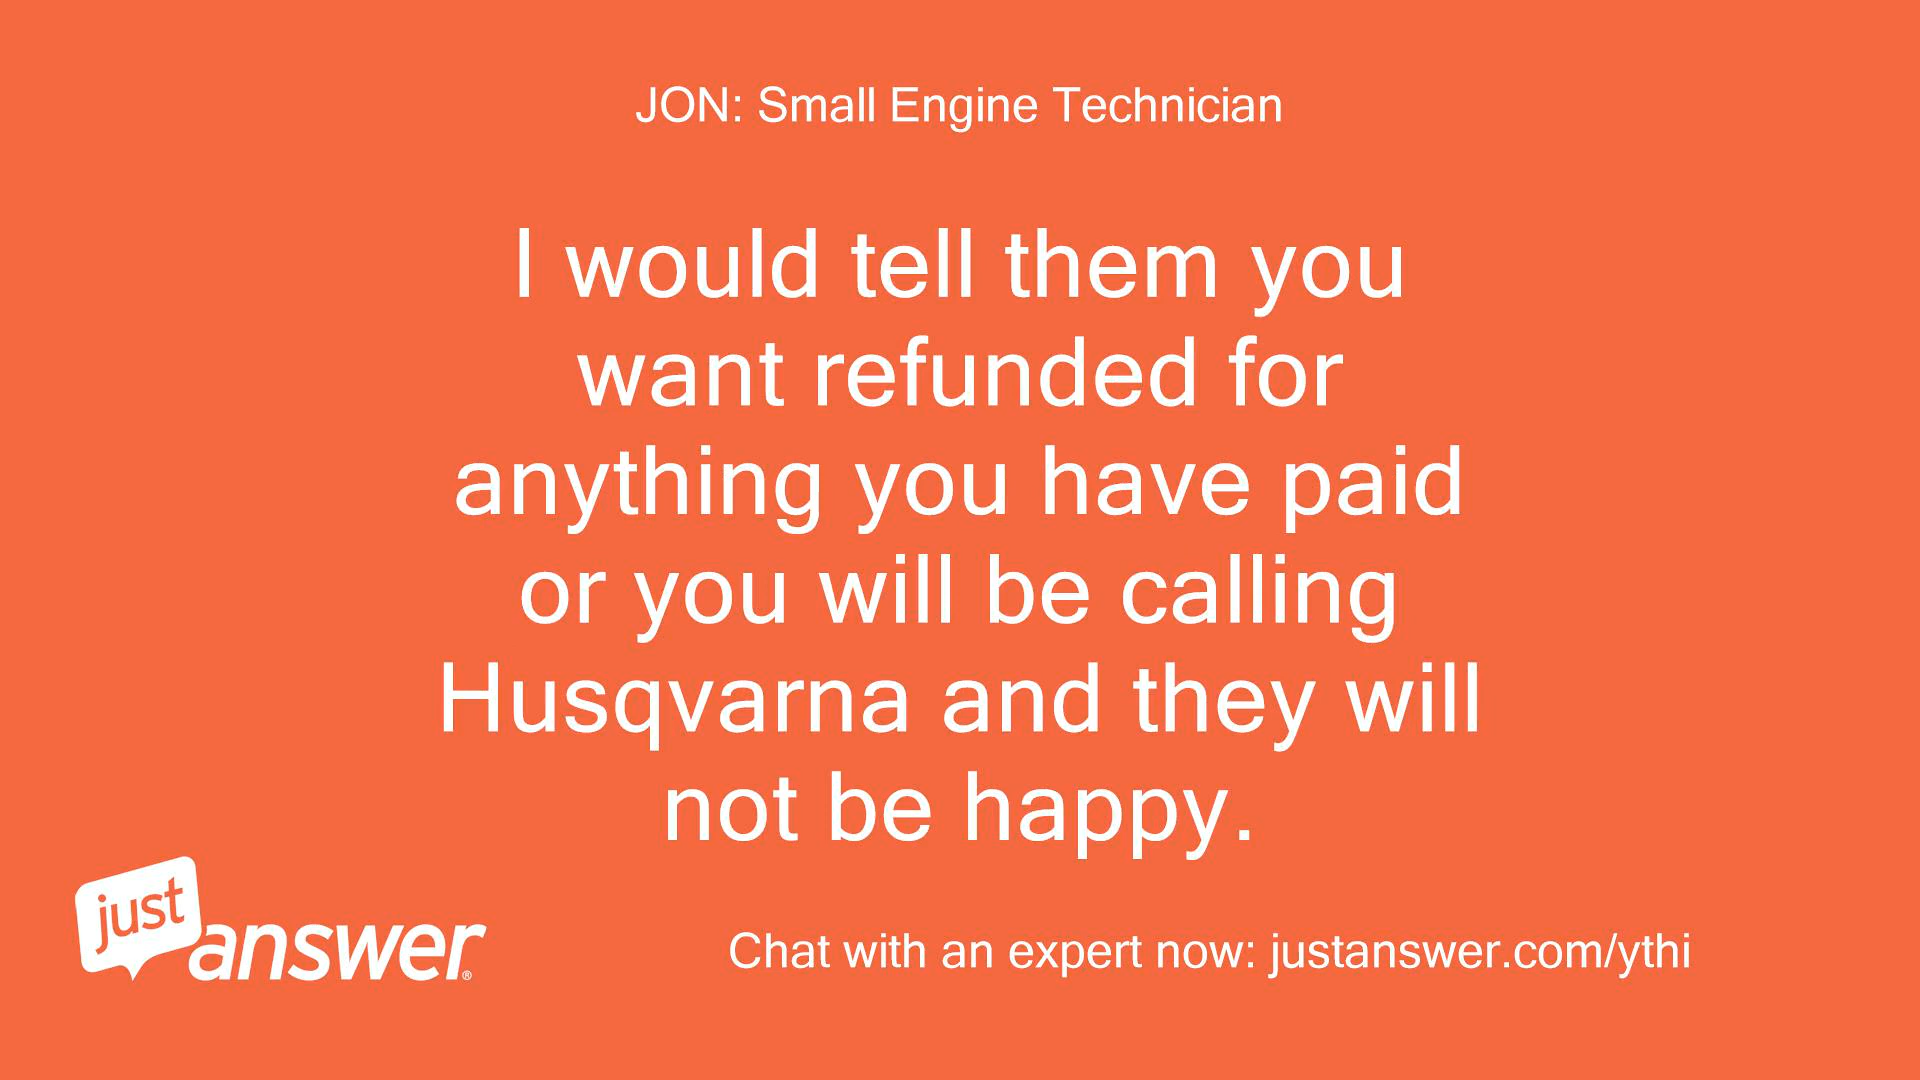 JON: Small Engine Technician
I would tell them you
want refunded for
anything you have paid
or you will be calling
Husqvarna and they will
not be happy.
just
answer®
Chat with an expert now: justanswer.com/ythi